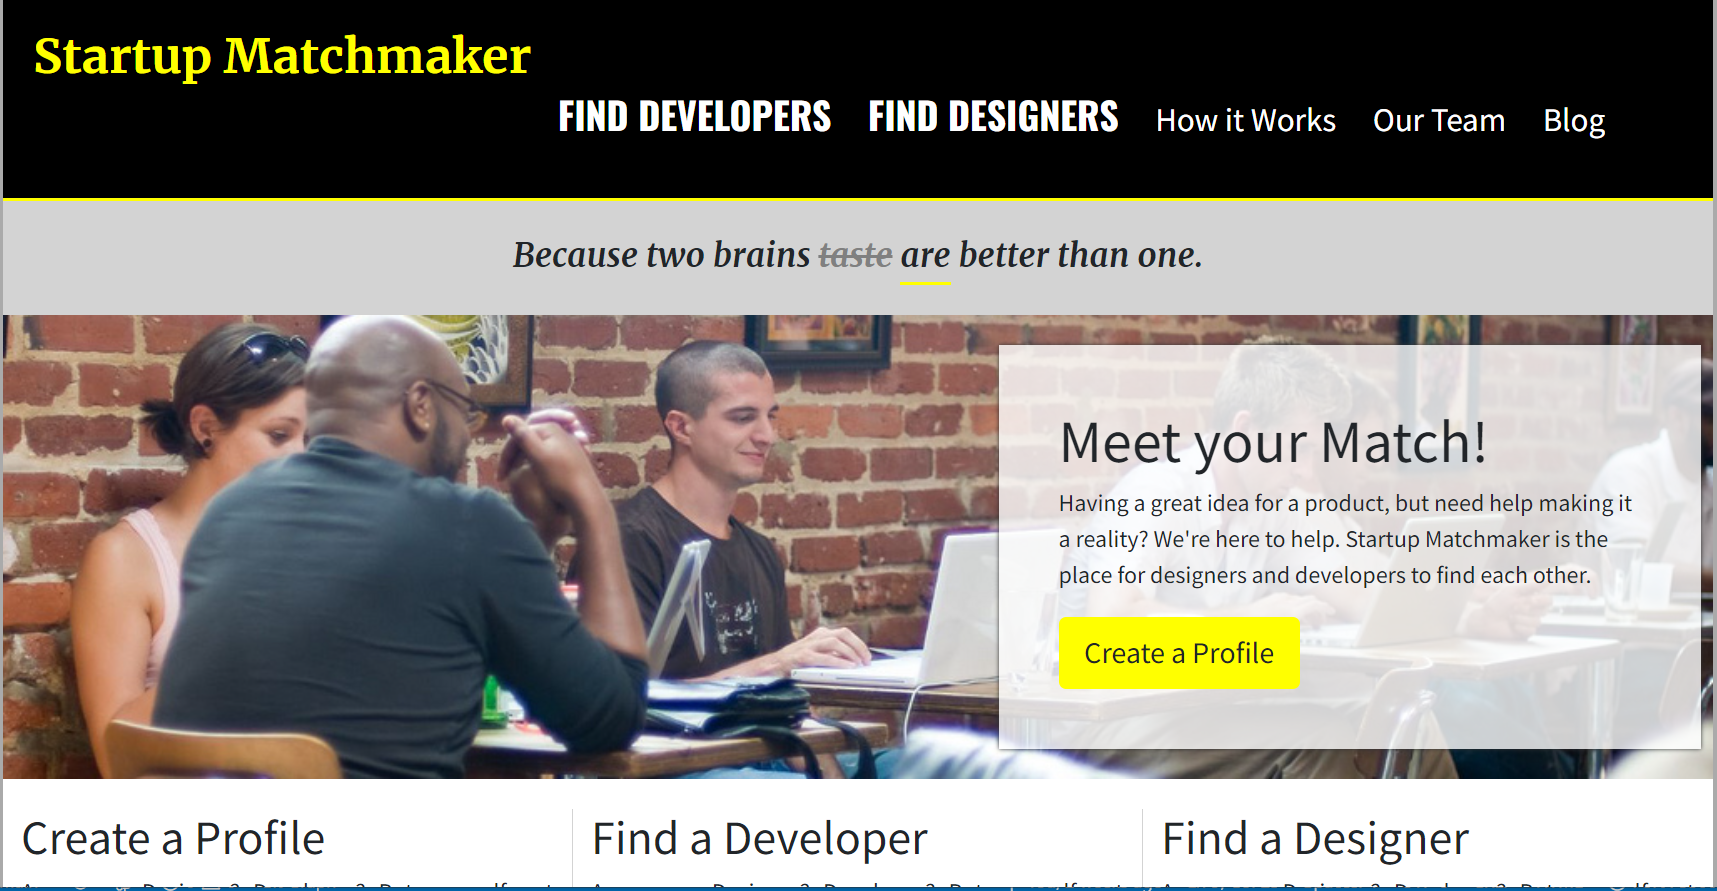 Startup Matchmaker
FIND DEVELOPERS FIND DESIGNERS How it Works Our Team Blog
Because two brains taste are better than one.
Meet your Match!
Having a great idea for a product, but need help making it
a reality? We're here to help. Startup Matchmaker is the
place for designers and developers to find each other.
Create a Profile
Create a Profile Find a Developer Find a Designer